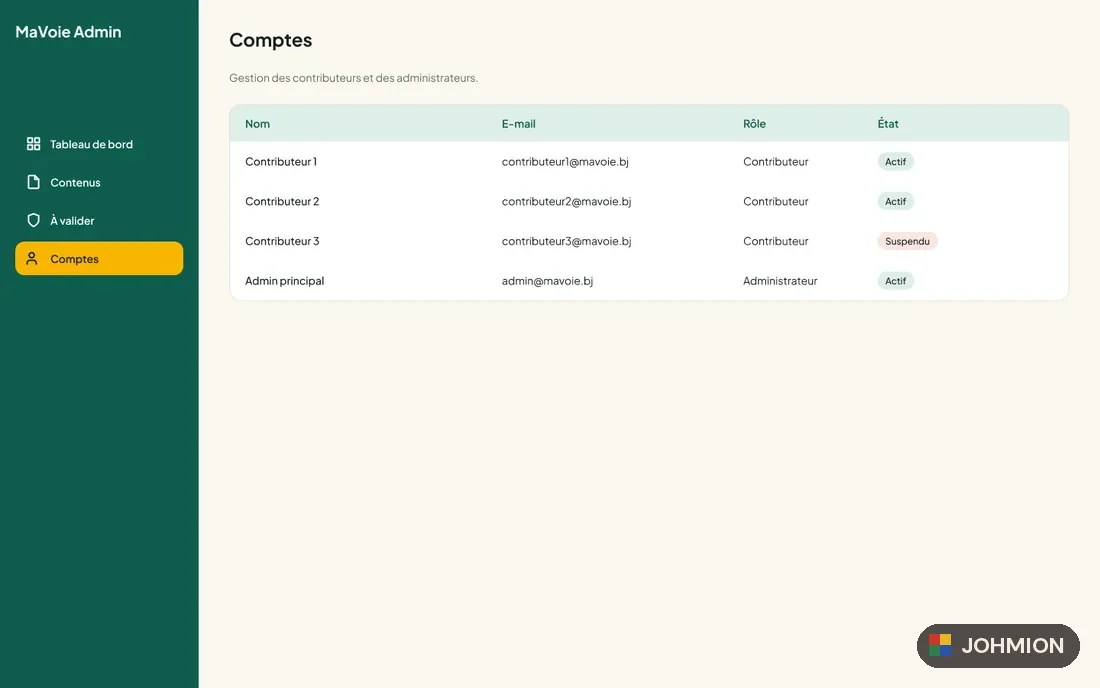 MaVoie Admin
Tableau de bord
Contenus
À valider
Comptes
Comptes
Gestion des contributeurs et des administrateurs.
Nom E-mail Rôle État
Contributeur 1 contributeur1@mavoie.bj Contributeur Actif
Contributeur 2 contributeur2@mavoie.bj Contributeur Actif
Contributeur 3 contributeur3@mavoie.bj Contributeur Suspendu
Admin principal admin@mavoie.bj Administrateur Actif
JOHMION